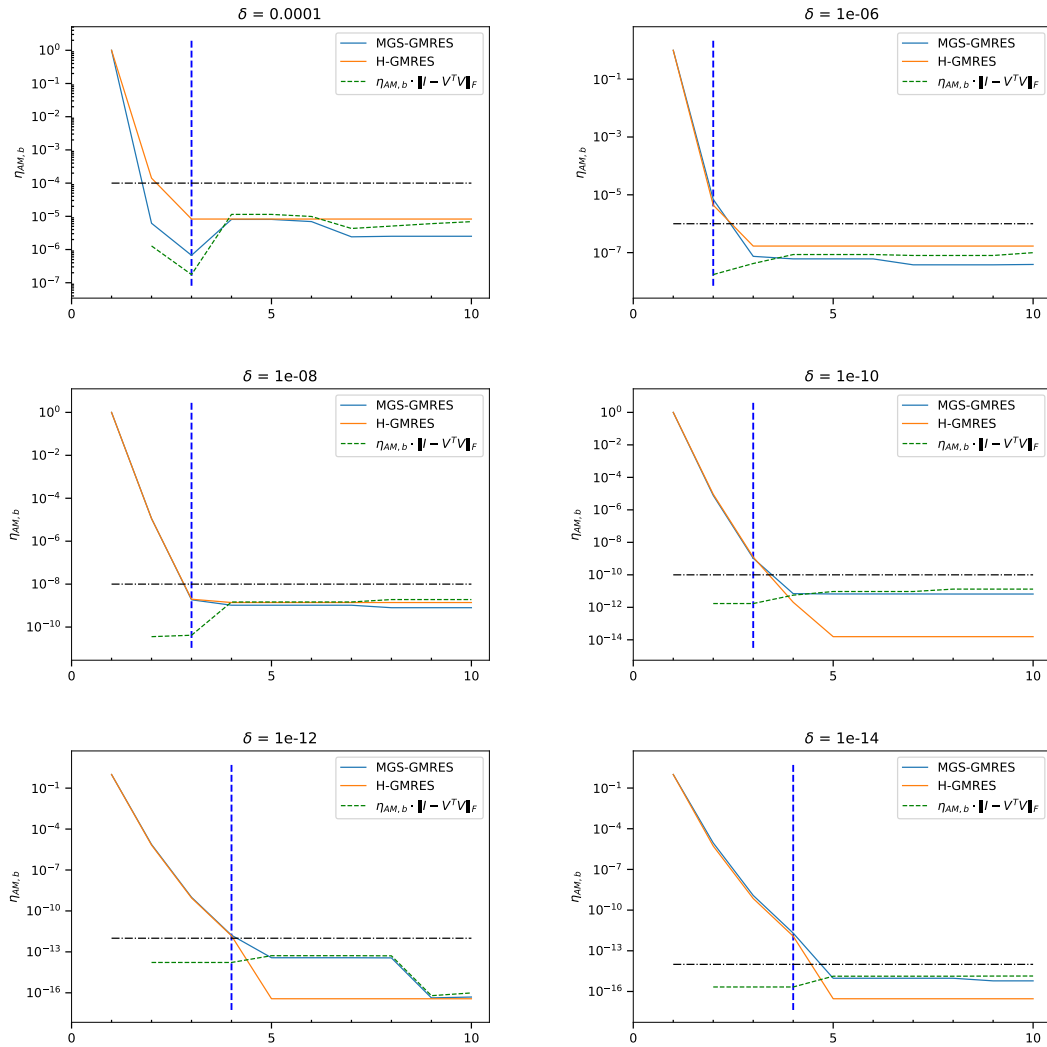 δ = 0.0001
MGS-GMRES
H-GMRES
η_{AM,b} · ‖I − V^T V‖_F
η_{AM,b}
10^0
10^{-1}
10^{-2}
10^{-3}
10^{-4}
10^{-5}
10^{-6}
10^{-7}
0 5 10
δ = 1e-06
MGS-GMRES
H-GMRES
η_{AM,b} · ‖I − V^T V‖_F
η_{AM,b}
10^{-1}
10^{-3}
10^{-5}
10^{-7}
0 5 10
δ = 1e-08
MGS-GMRES
H-GMRES
η_{AM,b} · ‖I − V^T V‖_F
η_{AM,b}
10^0
10^{-2}
10^{-4}
10^{-6}
10^{-8}
10^{-10}
0 5 10
δ = 1e-10
MGS-GMRES
H-GMRES
η_{AM,b} · ‖I − V^T V‖_F
η_{AM,b}
10^0
10^{-2}
10^{-4}
10^{-6}
10^{-8}
10^{-10}
10^{-12}
10^{-14}
0 5 10
δ = 1e-12
MGS-GMRES
H-GMRES
η_{AM,b} · ‖I − V^T V‖_F
η_{AM,b}
10^{-1}
10^{-4}
10^{-7}
10^{-10}
10^{-13}
10^{-16}
0 5 10
δ = 1e-14
MGS-GMRES
H-GMRES
η_{AM,b} · ‖I − V^T V‖_F
η_{AM,b}
10^{-1}
10^{-4}
10^{-7}
10^{-10}
10^{-13}
10^{-16}
0 5 10